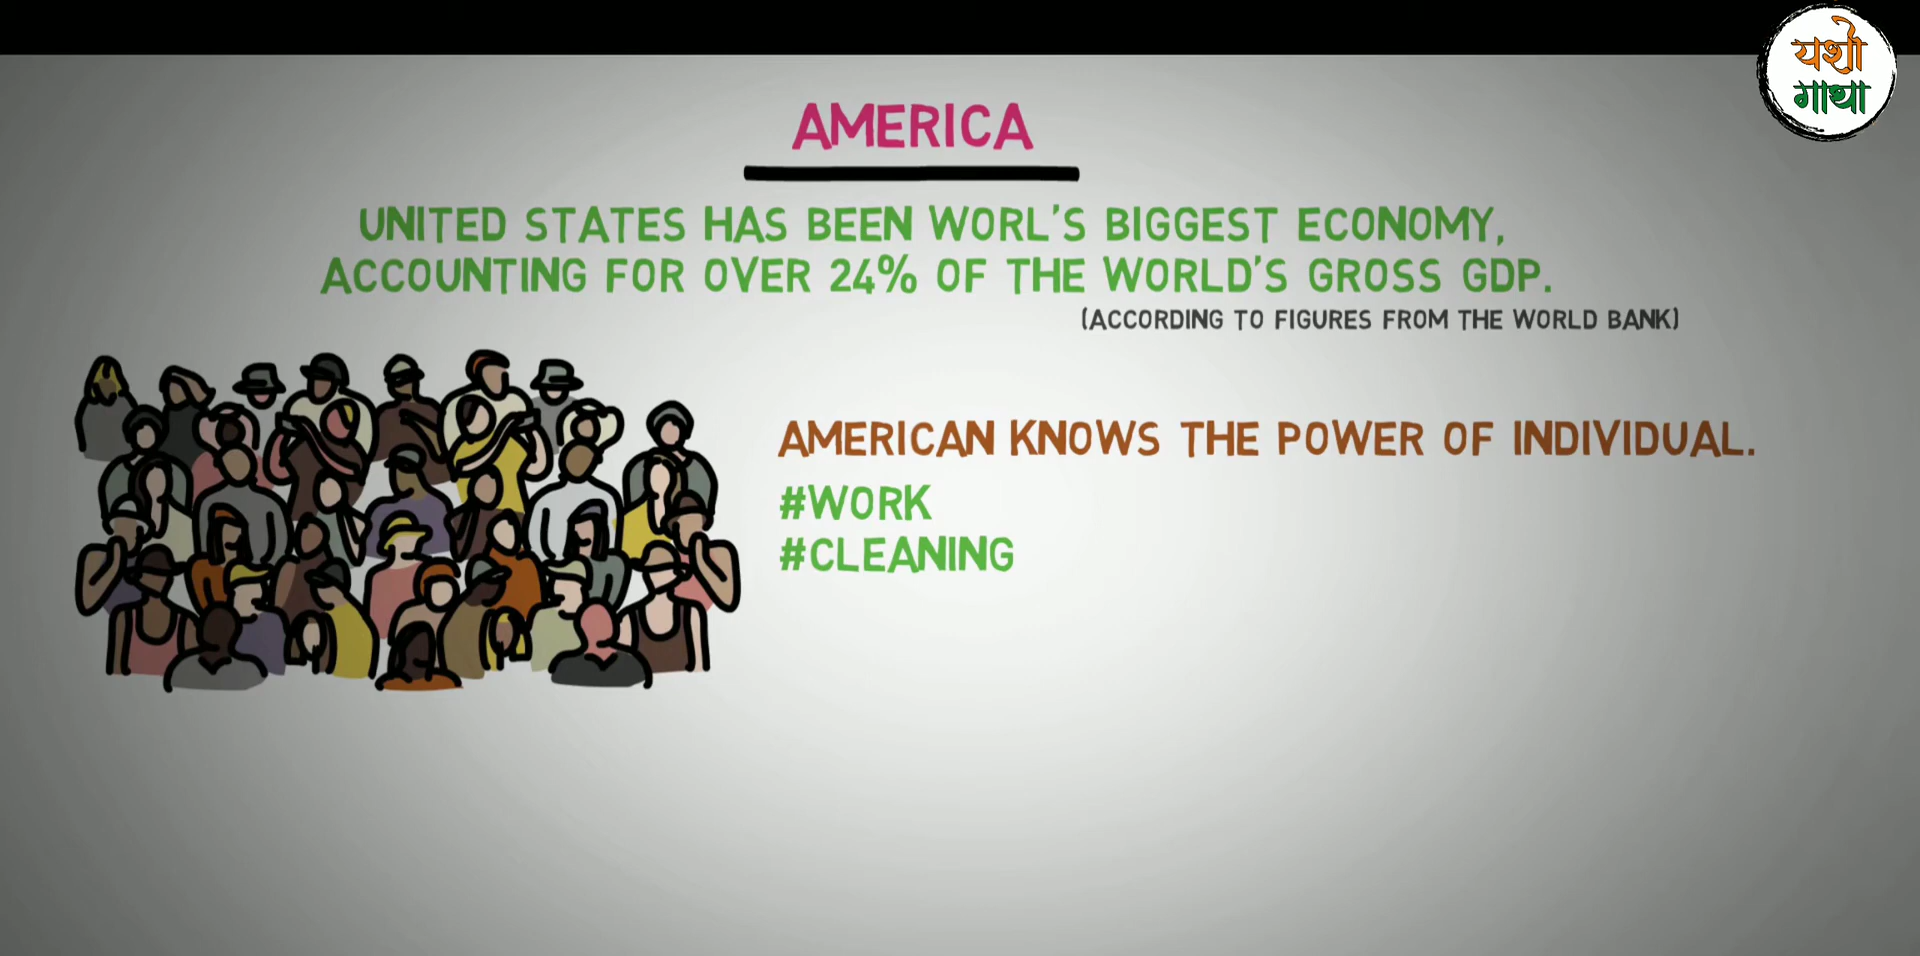 यशो
गाथा
AMERICA
UNITED STATES HAS BEEN WORL'S BIGGEST ECONOMY,
ACCOUNTING FOR OVER 24% OF THE WORLD'S GROSS GDP.
(ACCORDING TO FIGURES FROM THE WORLD BANK)
AMERICAN KNOWS THE POWER OF INDIVIDUAL.
#WORK
#CLEANING